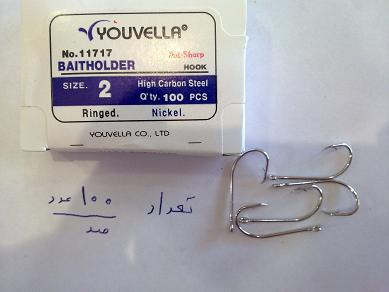 YOUVELLA
No.11717
BAITHOLDER
HOOK
SIZE. 2
High Carbon Steel
Q'ty. 100 PCS
Ringed. Nickel.
YOUVELLA CO., LTD
تعداد ۱۰۰ عدد
صد